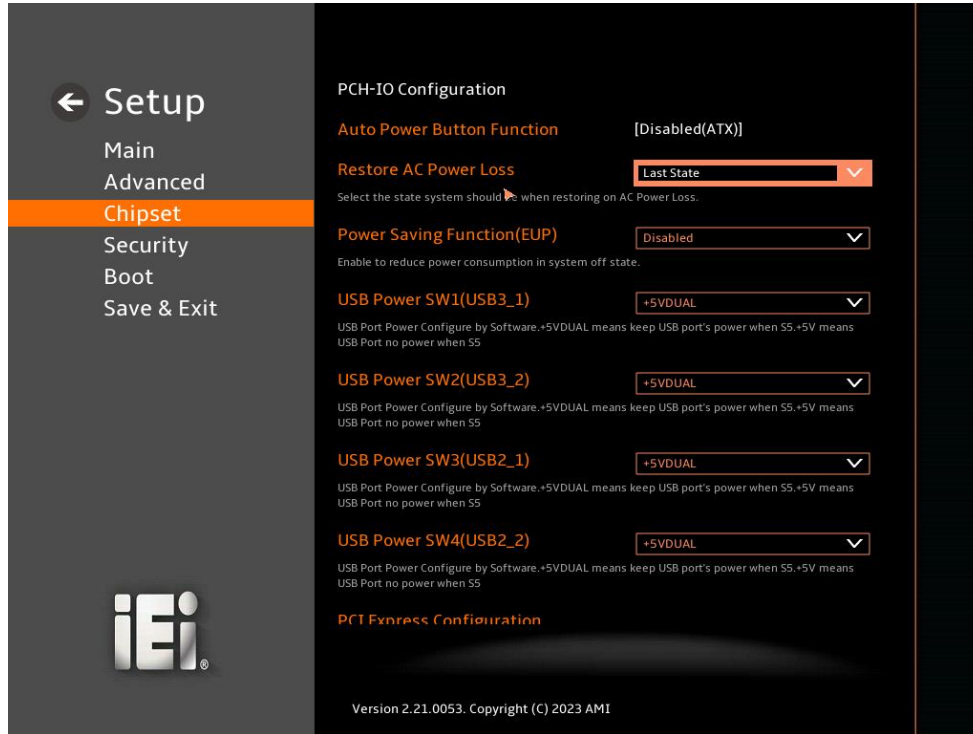 Setup
Main
Advanced
Chipset
Security
Boot
Save & Exit
PCH-IO Configuration
Auto Power Button Function [Disabled(ATX)]
Restore AC Power Loss Last State
Select the state system should be when restoring on AC Power Loss.
Power Saving Function(EUP) Disabled
Enable to reduce power consumption in system off state.
USB Power SW1(USB3_1) +5VDUAL
USB Port Power Configure by Software.+5VDUAL means keep USB port's power when S5.+5V means
USB Port no power when S5
USB Power SW2(USB3_2) +5VDUAL
USB Port Power Configure by Software.+5VDUAL means keep USB port's power when S5.+5V means
USB Port no power when S5
USB Power SW3(USB2_1) +5VDUAL
USB Port Power Configure by Software.+5VDUAL means keep USB port's power when S5.+5V means
USB Port no power when S5
USB Power SW4(USB2_2) +5VDUAL
USB Port Power Configure by Software.+5VDUAL means keep USB port's power when S5.+5V means
USB Port no power when S5
PCI Express Configuration
iEi®
Version 2.21.0053. Copyright (C) 2023 AMI